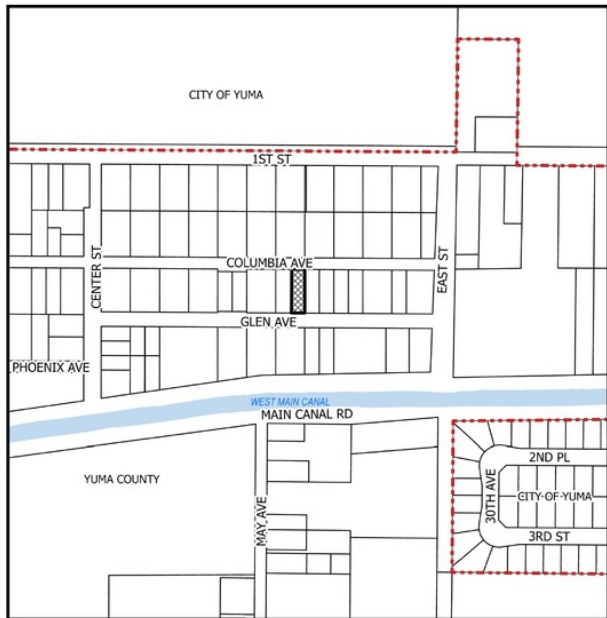 CITY OF YUMA
1ST ST
COLUMBIA AVE
CENTER ST
EAST ST
GLEN AVE
PHOENIX AVE
WEST MAIN CANAL
MAIN CANAL RD
YUMA COUNTY
MAY AVE
2ND PL
30TH AVE
CITY OF YUMA
3RD ST